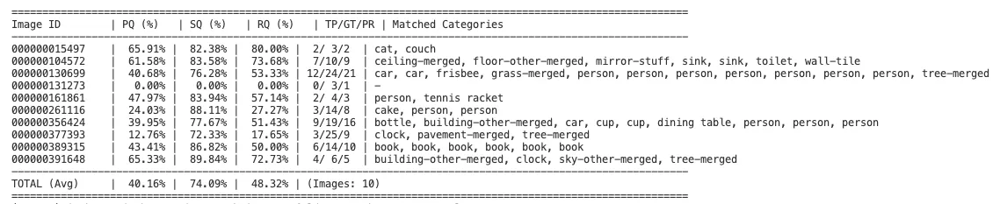 Image ID | PQ (%) | SQ (%) | RQ (%) | TP/GT/PR | Matched Categories
000000015497 | 65.91% | 82.38% | 80.00% | 2/ 3/2 | cat, couch
000000104572 | 61.58% | 83.58% | 73.68% | 7/10/9 | ceiling-merged, floor-other-merged, mirror-stuff, sink, sink, toilet, wall-tile
000000130699 | 40.68% | 76.28% | 53.33% | 12/24/21 | car, car, frisbee, grass-merged, person, person, person, person, person, person, person, tree-merged
000000131273 | 0.00% | 0.00% | 0.00% | 0/ 3/1 | –
000000161861 | 47.97% | 83.94% | 57.14% | 2/ 4/3 | person, tennis racket
000000261116 | 24.03% | 88.11% | 27.27% | 3/14/8 | cake, person, person
000000356424 | 39.95% | 77.67% | 51.43% | 9/19/16 | bottle, building-other-merged, car, cup, cup, dining table, person, person, person
000000377393 | 12.76% | 72.33% | 17.65% | 3/25/9 | clock, pavement-merged, tree-merged
000000389315 | 43.41% | 86.82% | 50.00% | 6/14/10 | book, book, book, book, book, book
000000391648 | 65.33% | 89.84% | 72.73% | 4/ 6/5 | building-other-merged, clock, sky-other-merged, tree-merged
TOTAL (Avg) | 40.16% | 74.09% | 48.32% | (Images: 10)